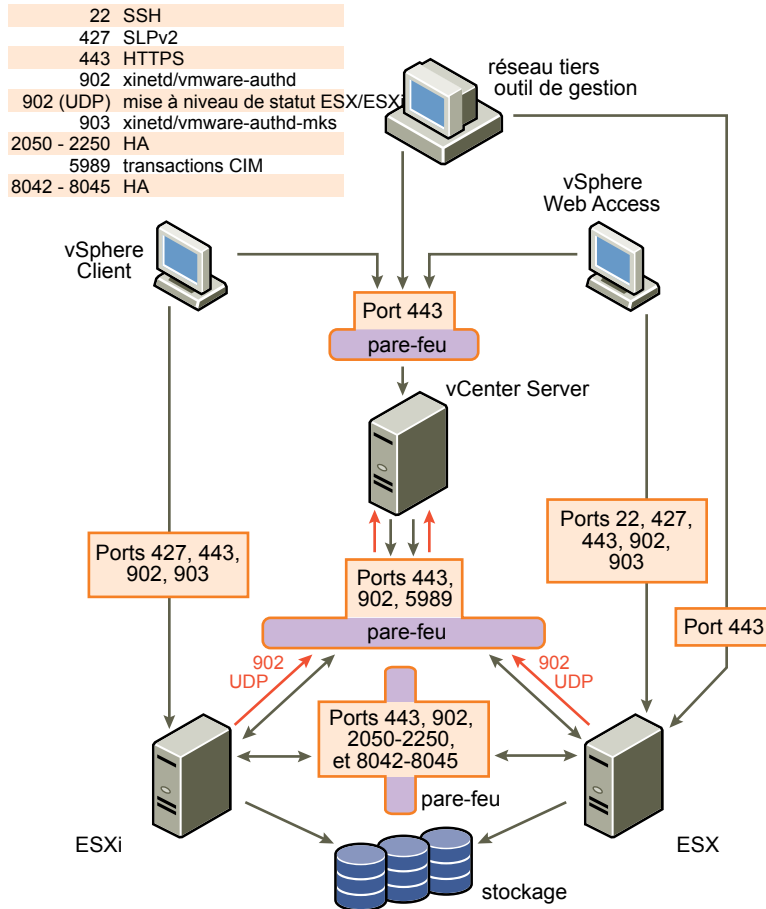 22 SSH
427 SLPv2
443 HTTPS
902 xinetd/vmware-authd
902 (UDP) mise à niveau de statut ESX/ESXi
903 xinetd/vmware-authd-mks
2050 - 2250 HA
5989 transactions CIM
8042 - 8045 HA
réseau tiers
outil de gestion
vSphere
Client
vSphere
Web Access
Port 443
pare-feu
vCenter Server
Ports 427, 443,
902, 903
Ports 22, 427,
443, 902,
903
Ports 443,
902, 5989
pare-feu
Port 443
902
UDP
902
UDP
Ports 443, 902,
2050-2250,
et 8042-8045
pare-feu
ESXi
ESX
stockage